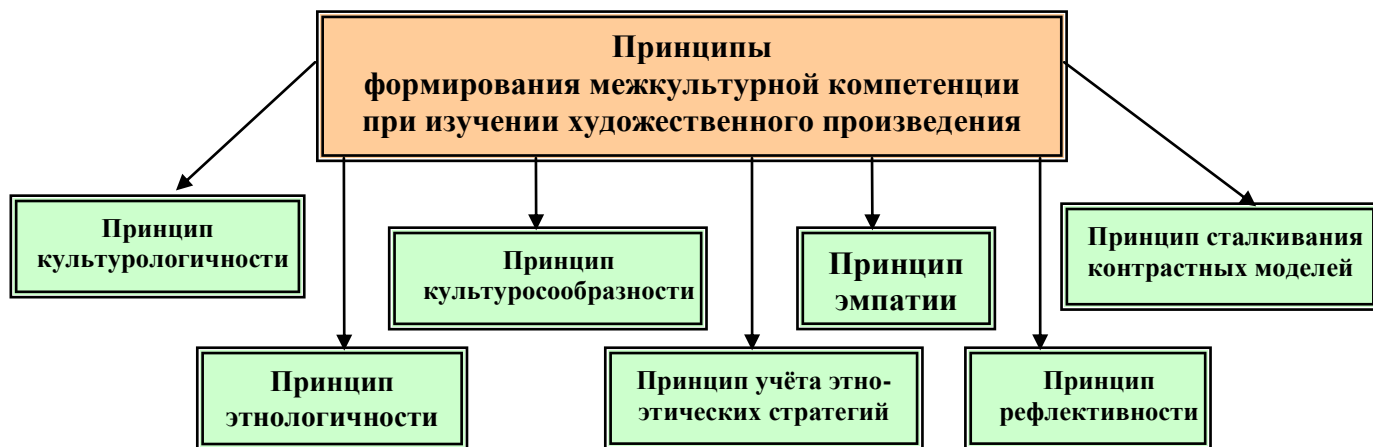 Принципы
формирования межкультурной компетенции
при изучении художественного произведения
Принцип
культурологичности
Принцип
культуросообразности
Принцип
эмпатии
Принцип сталкивания
контрастных моделей
Принцип
этнологичности
Принцип учёта этно-
этических стратегий
Принцип
рефлективности